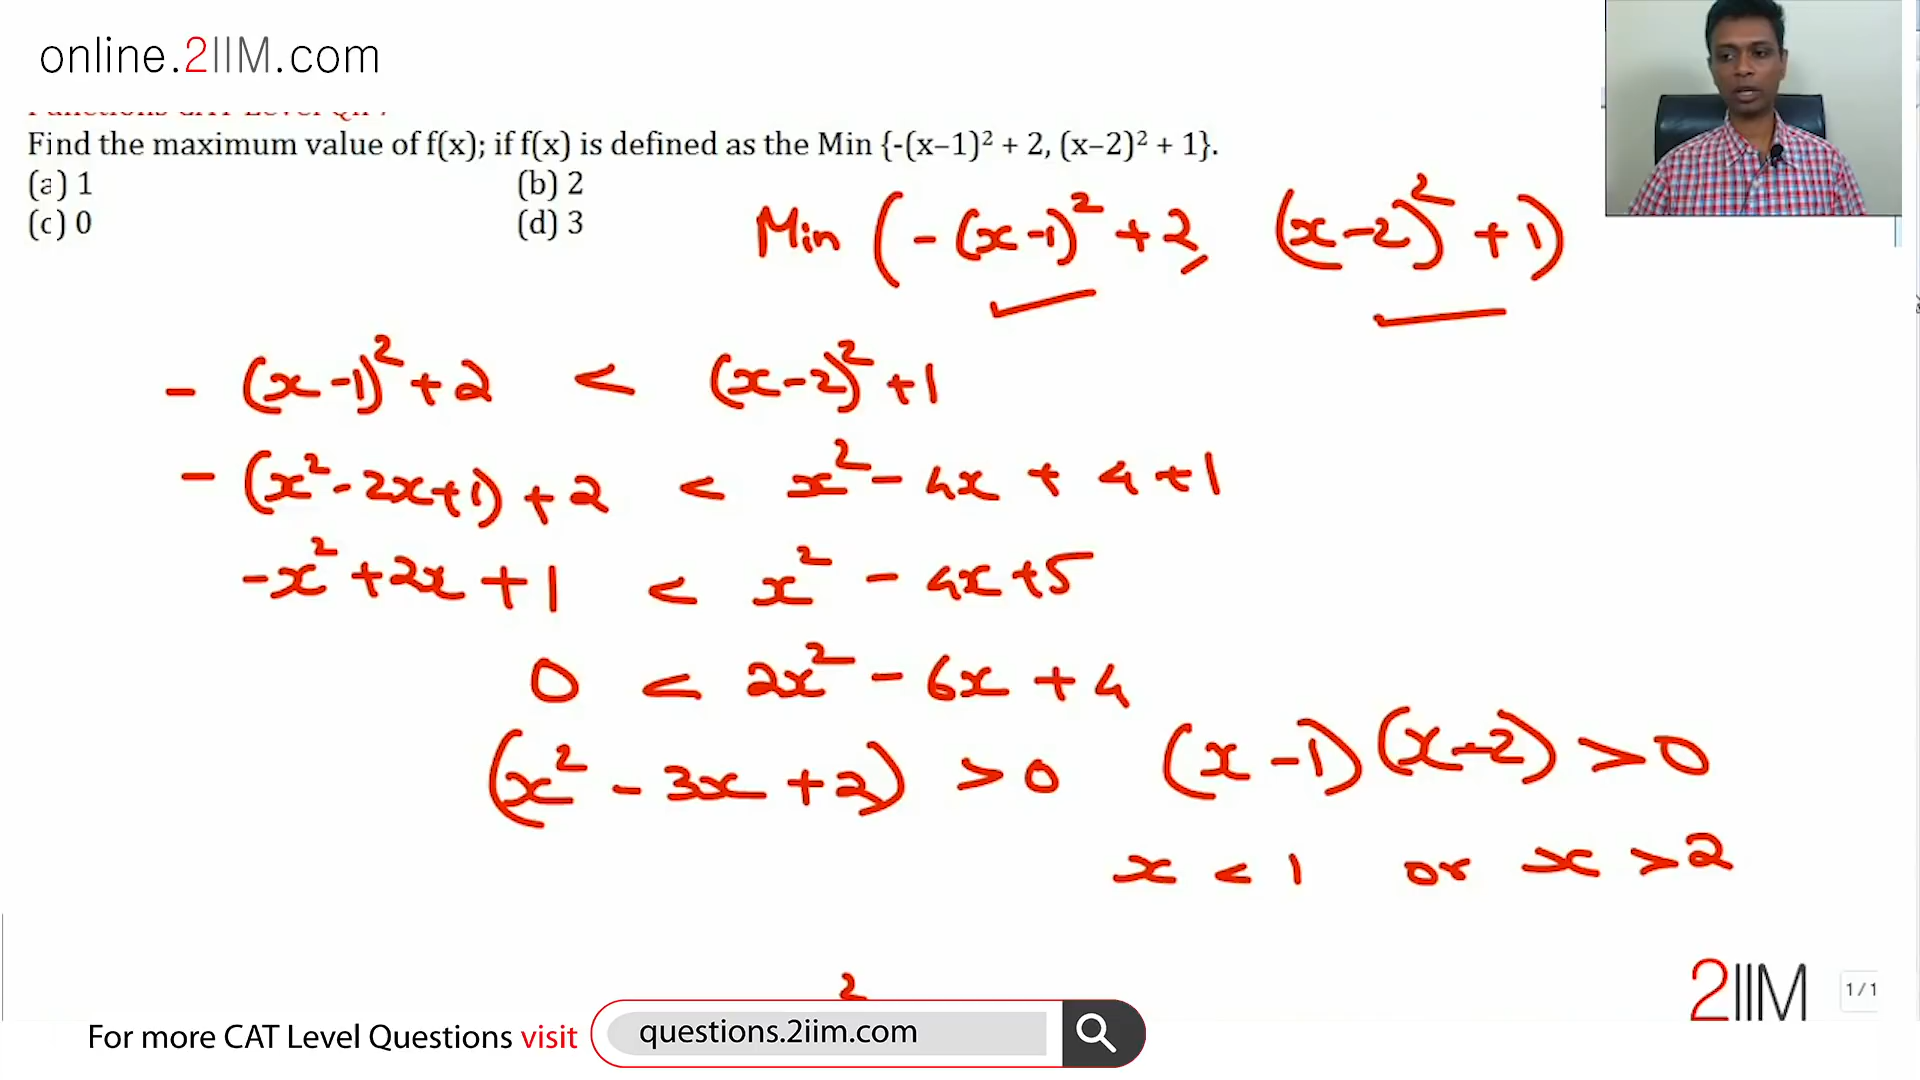 online.2IIM.com
Find the maximum value of f(x); if f(x) is defined as the Min {-(x–1)² + 2, (x–2)² + 1}.
(a) 1 (b) 2
(c) 0 (d) 3
Min (-(x-1)² + 2, (x-2)² + 1)
- (x-1)² + 2 < (x-2)² + 1
- (x² - 2x + 1) + 2 < x² - 4x + 4 + 1
-x² + 2x + 1 < x² - 4x + 5
0 < 2x² - 6x + 4
(x² - 3x + 2) > 0 (x-1)(x-2) > 0
x < 1 or x > 2
2
2IIM 1 / 1
For more CAT Level Questions visit questions.2iim.com